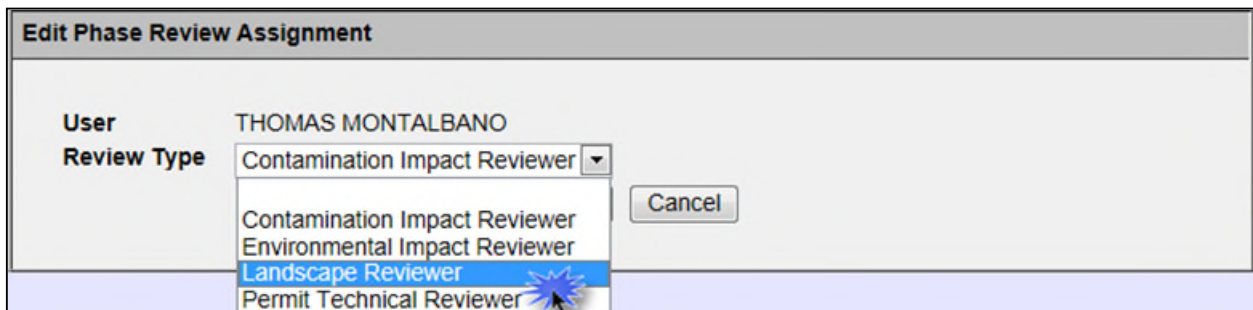 Edit Phase Review Assignment
User THOMAS MONTALBANO
Review Type Contamination Impact Reviewer
Cancel
Contamination Impact Reviewer
Environmental Impact Reviewer
Landscape Reviewer
Permit Technical Reviewer